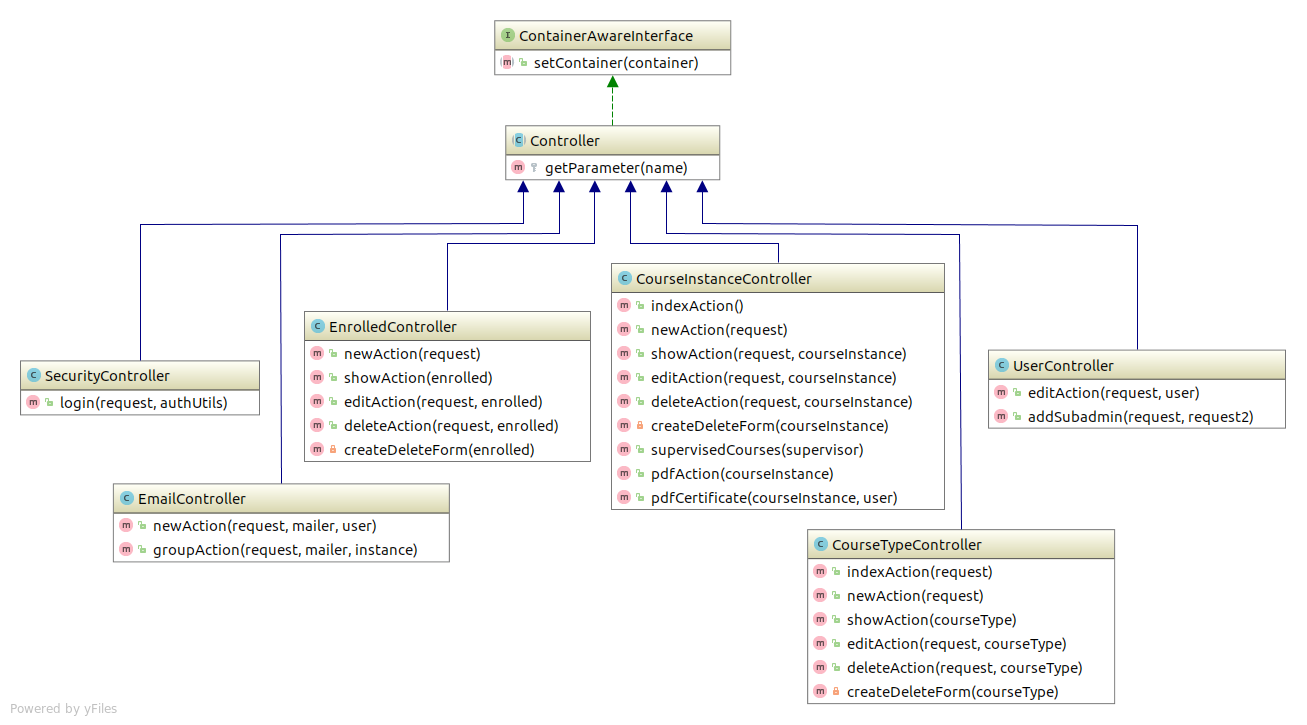 ContainerAwareInterface
setContainer(container)
Controller
getParameter(name)
SecurityController
login(request, authUtils)
EmailController
newAction(request, mailer, user)
groupAction(request, mailer, instance)
EnrolledController
newAction(request)
showAction(enrolled)
editAction(request, enrolled)
deleteAction(request, enrolled)
createDeleteForm(enrolled)
CourseInstanceController
indexAction()
newAction(request)
showAction(request, courseInstance)
editAction(request, courseInstance)
deleteAction(request, courseInstance)
createDeleteForm(courseInstance)
supervisedCourses(supervisor)
pdfAction(courseInstance)
pdfCertificate(courseInstance, user)
CourseTypeController
indexAction(request)
newAction(request)
showAction(courseType)
editAction(request, courseType)
deleteAction(request, courseType)
createDeleteForm(courseType)
UserController
editAction(request, user)
addSubadmin(request, request2)
Powered by yFiles